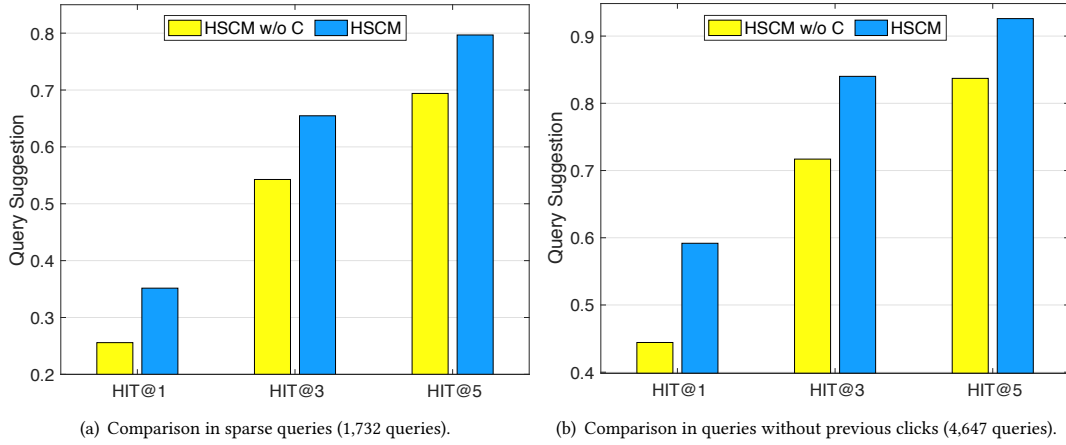 HSCM w/o C HSCM
0.8
0.7
0.6
0.5
0.4
0.3
0.2
Query Suggestion
HIT@1 HIT@3 HIT@5
(a) Comparison in sparse queries (1,732 queries).
HSCM w/o C HSCM
0.9
0.8
0.7
0.6
0.5
0.4
Query Suggestion
HIT@1 HIT@3 HIT@5
(b) Comparison in queries without previous clicks (4,647 queries).